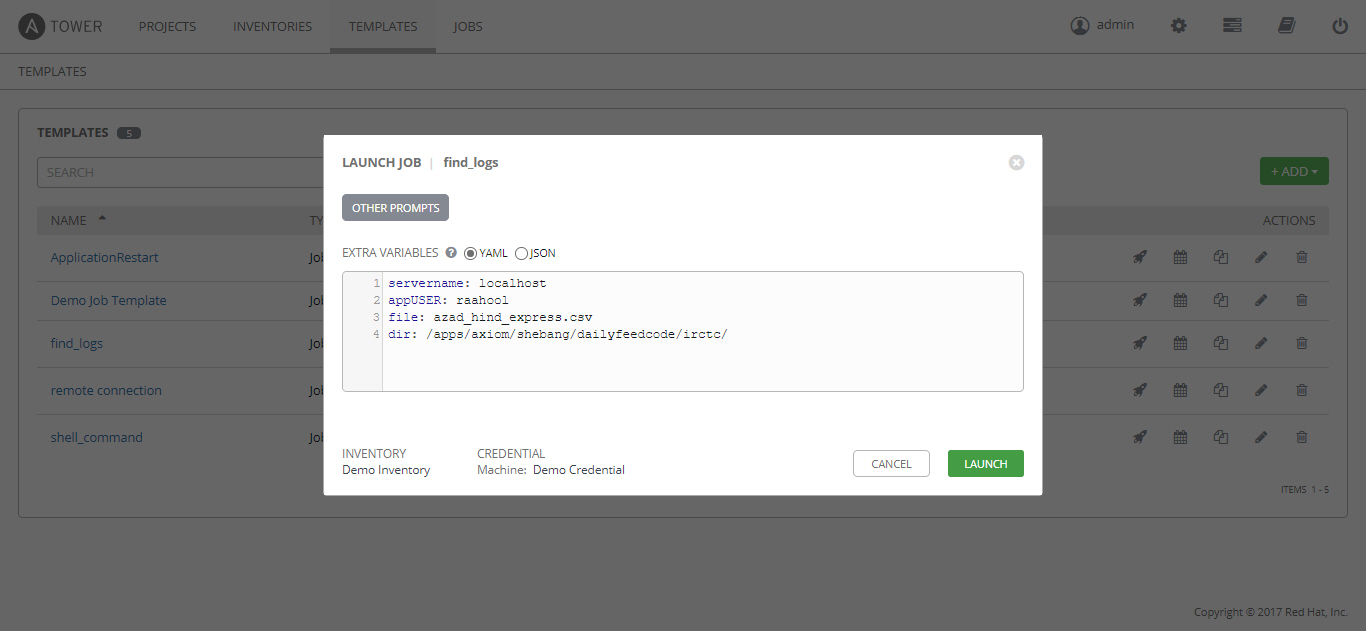 TOWER PROJECTS INVENTORIES TEMPLATES JOBS admin
TEMPLATES
TEMPLATES 5
SEARCH
+ ADD
NAME TY ACTIONS
ApplicationRestart Jo
Demo Job Template Jo
find_logs Jo
remote connection Jo
shell_command Jo
ITEMS 1 - 5
LAUNCH JOB | find_logs
OTHER PROMPTS
EXTRA VARIABLES ? YAML JSON
1 servername: localhost
2 appUSER: raahool
3 file: azad_hind_express.csv
4 dir: /apps/axiom/shebang/dailyfeedcode/irctc/
INVENTORY CREDENTIAL
Demo Inventory Machine: Demo Credential
CANCEL LAUNCH
Copyright © 2017 Red Hat, Inc.